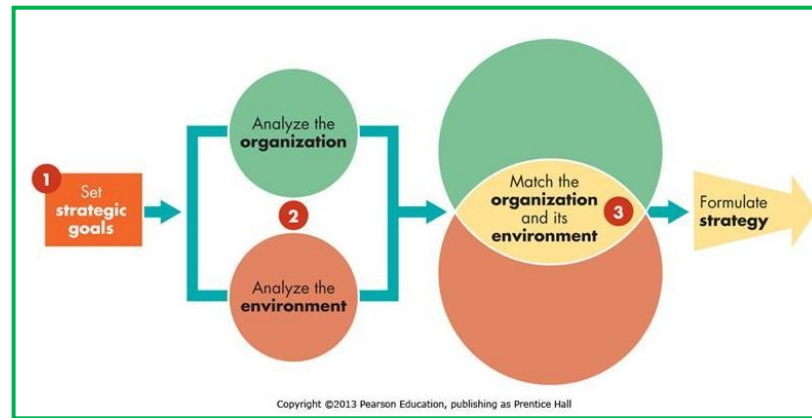 1
Set
strategic
goals
Analyze the
organization
2
Analyze the
environment
Match the
organization
and its
environment
3
Formulate
strategy
Copyright ©2013 Pearson Education, publishing as Prentice Hall